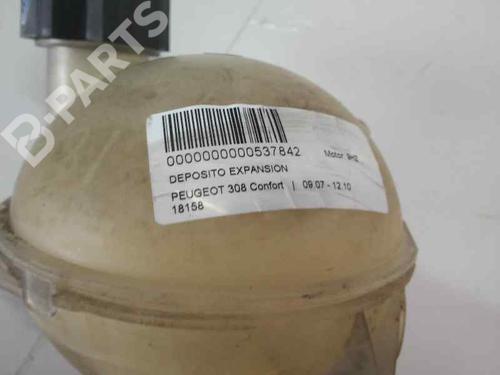 B-PARTS
0000000000537842
Motor: 9HZ
DEPOSITO EXPANSION
PEUGEOT 308 Confort | 09.07 - 12.10
18158